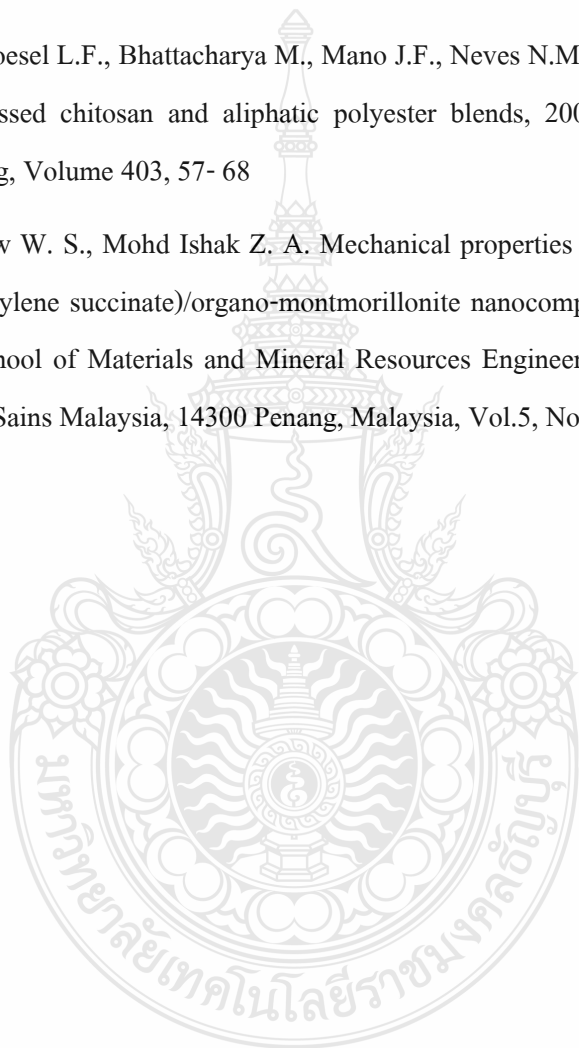 oesel L.F., Bhattacharya M., Mano J.F., Neves N.M
ssed chitosan and aliphatic polyester blends, 200
g, Volume 403, 57- 68
w W. S., Mohd Ishak Z. A. Mechanical properties
ylene succinate)/organo-montmorillonite nanocomp
hool of Materials and Mineral Resources Engineer
Sains Malaysia, 14300 Penang, Malaysia, Vol.5, No
มหาวิทยาลัยเทคโนโลยีราชมงคลธัญบุรี